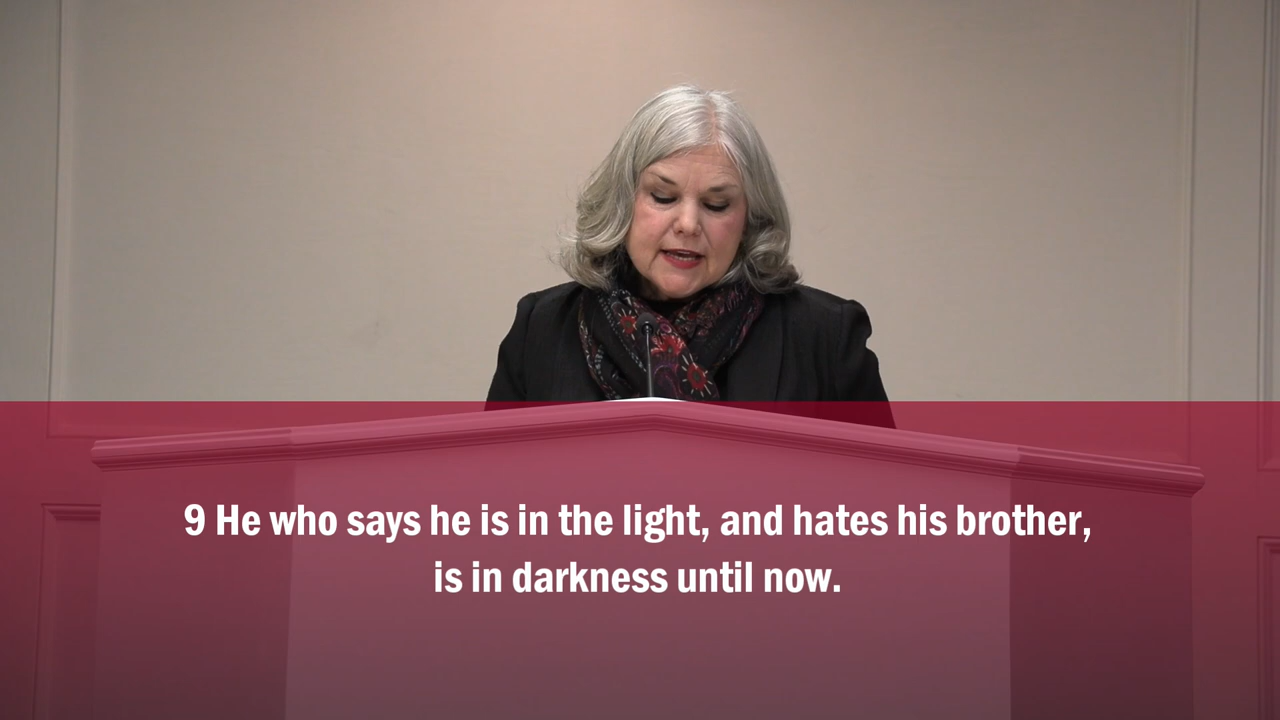 9 He who says he is in the light, and hates his brother,
is in darkness until now.